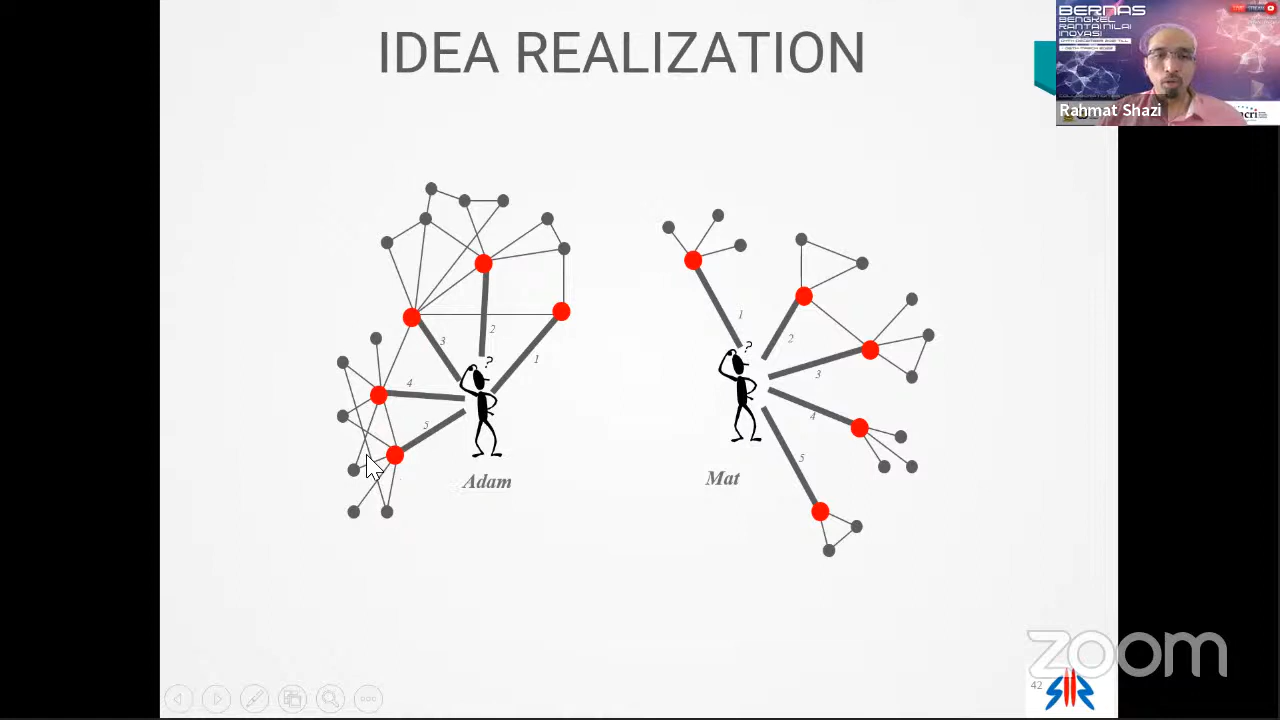 IDEA REALIZATION
BERNAS
BENGKEL
RANTAI NILAI
INOVASI
LIVE
Rahmat Shazi
?
3
2
1
4
5
Adam
?
1
2
3
4
5
Mat
zoom
42